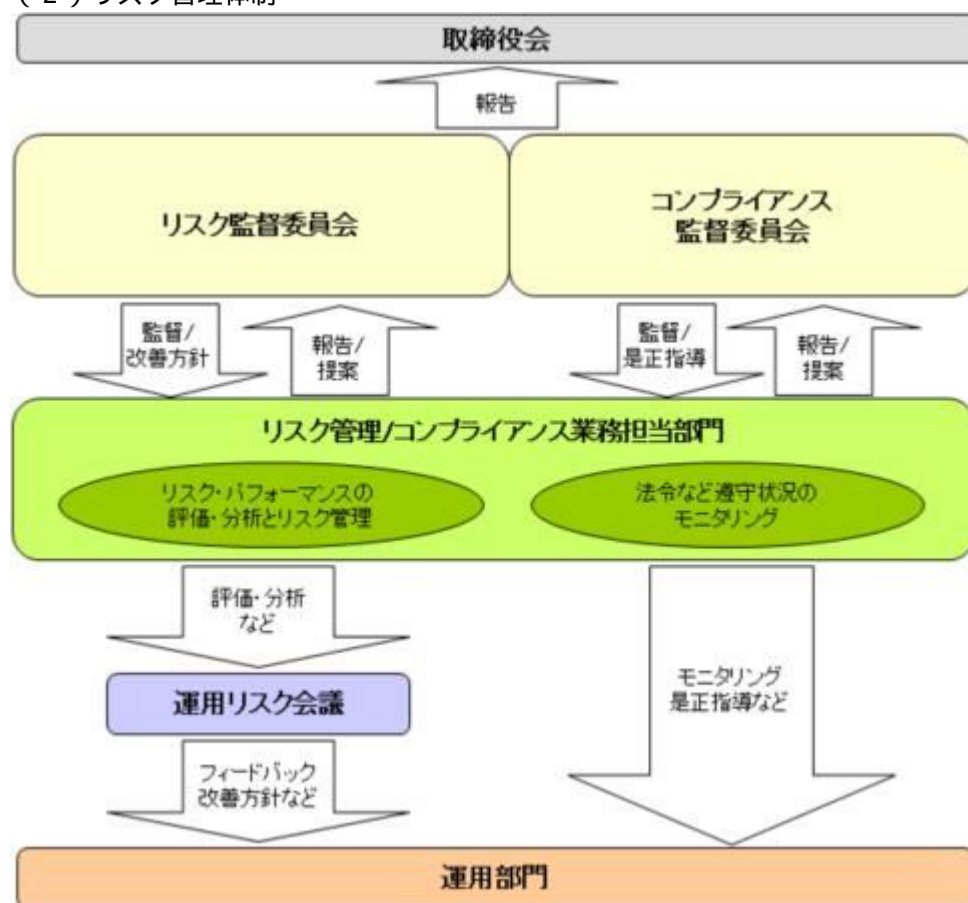 (2)リスク管理体制
取締役会
報告
リスク監督委員会
コンプライアンス
監督委員会
監督/
改善方針
報告/
提案
監督/
是正指導
報告/
提案
リスク管理/コンプライアンス業務担当部門
リスク・パフォーマンスの
評価・分析とリスク管理
法令など遵守状況の
モニタリング
評価・分析
など
運用リスク会議
モニタリング
是正指導など
フィードバック
改善方針など
運用部門